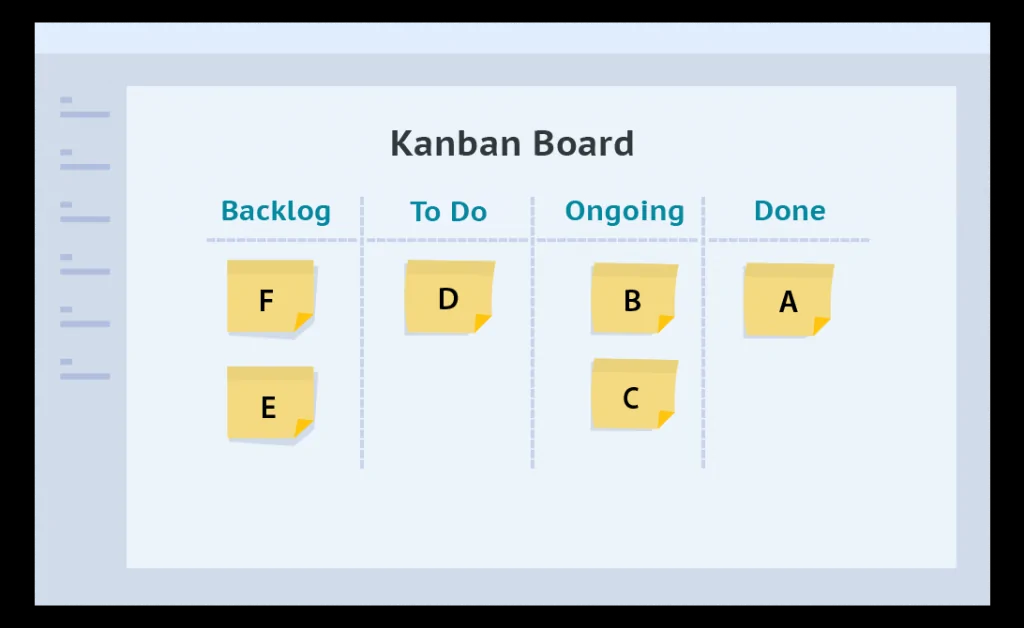 Kanban Board
Backlog To Do Ongoing Done
F D B A
E C